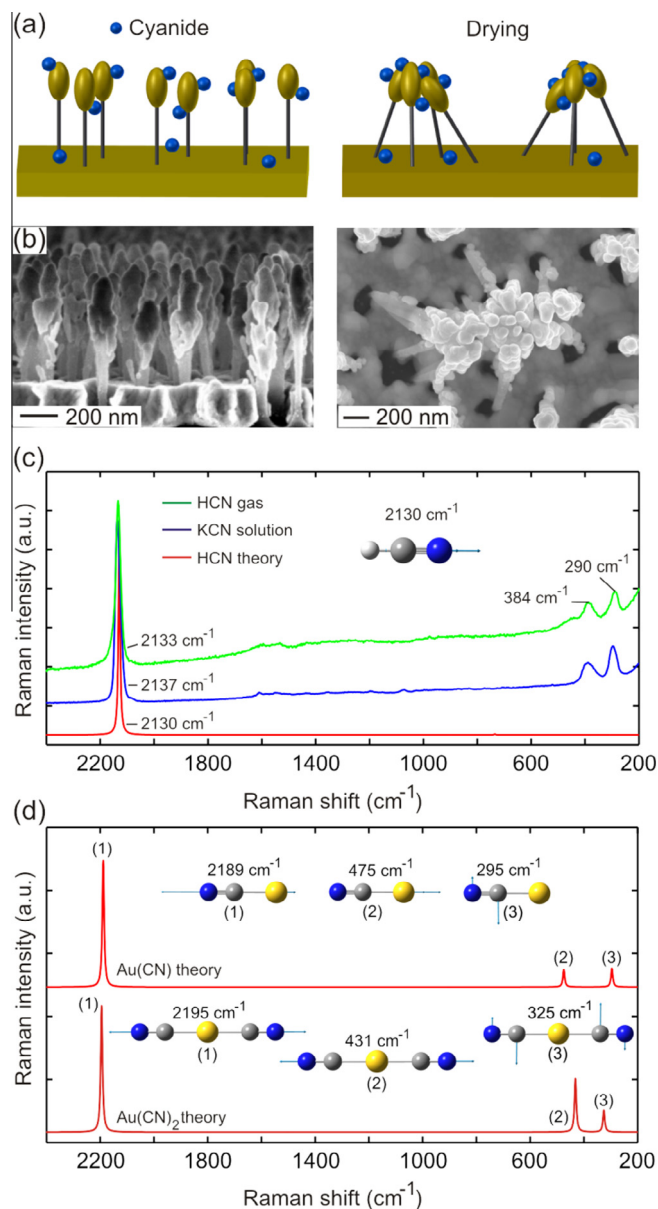 (a)
Cyanide
Drying
(b)
200 nm
200 nm
(c)
Raman intensity (a.u.)
HCN gas
KCN solution
HCN theory
2130 cm⁻¹
290 cm⁻¹
384 cm⁻¹
2133 cm⁻¹
2137 cm⁻¹
2130 cm⁻¹
2200 1800 1400 1000 600 200
Raman shift (cm⁻¹)
(d)
Raman intensity (a.u.)
(1)
2189 cm⁻¹
(1)
475 cm⁻¹
(2)
295 cm⁻¹
(3)
(2)
(3)
Au(CN) theory
(1)
2195 cm⁻¹
(1)
431 cm⁻¹
(2)
325 cm⁻¹
(3)
(2)
(3)
Au(CN)₂theory
2200 1800 1400 1000 600 200
Raman shift (cm⁻¹)